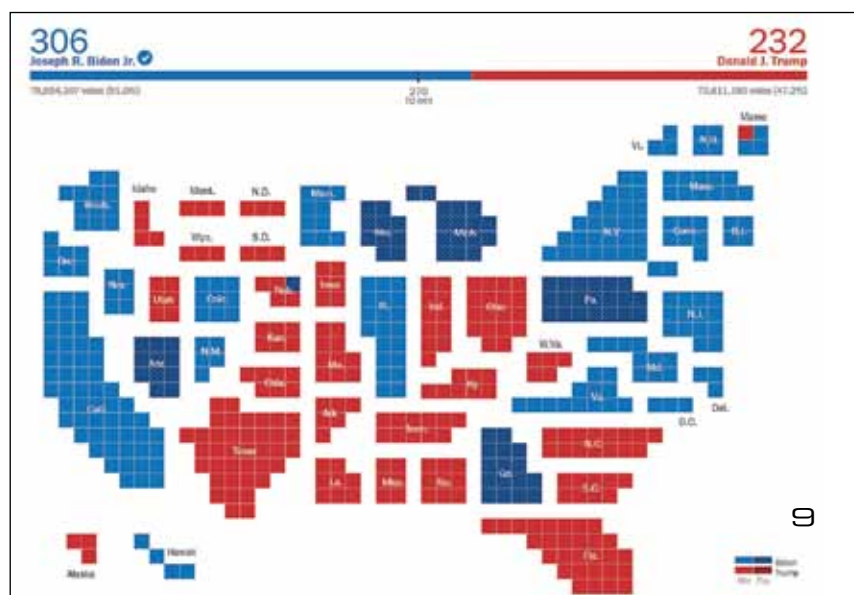 306
232
Joseph R. Biden Jr.
Donald J. Trump
270
Maine
Vt.
Idaho
Mont.
N.D.
Minn.
Mass.
Wash.
N.Y.
Conn.
R.I.
Wyo.
S.D.
Wis.
Mich.
Ore.
Nev.
Utah
Colo.
Neb.
Iowa
Ill.
Ind.
Ohio
Pa.
N.J.
Ariz.
N.M.
Kan.
Mo.
W.Va.
Md.
Okla.
Ky.
Va.
Del.
D.C.
Cal.
Texas
Ark.
Tenn.
N.C.
Ga.
La.
Miss.
S.C.
Fla.
9
Alaska
Hawaii
Biden
Trump